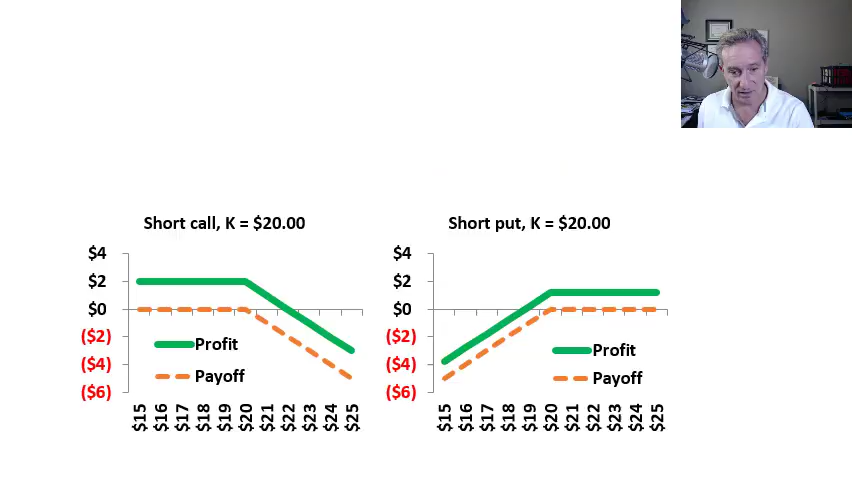 Short call, K = $20.00
$4
$2
$0
($2)
($4)
($6)
Profit
Payoff
$15 $16 $17 $18 $19 $20 $21 $22 $23 $24 $25
Short put, K = $20.00
$4
$2
$0
($2)
($4)
($6)
Profit
Payoff
$15 $16 $17 $18 $19 $20 $21 $22 $23 $24 $25